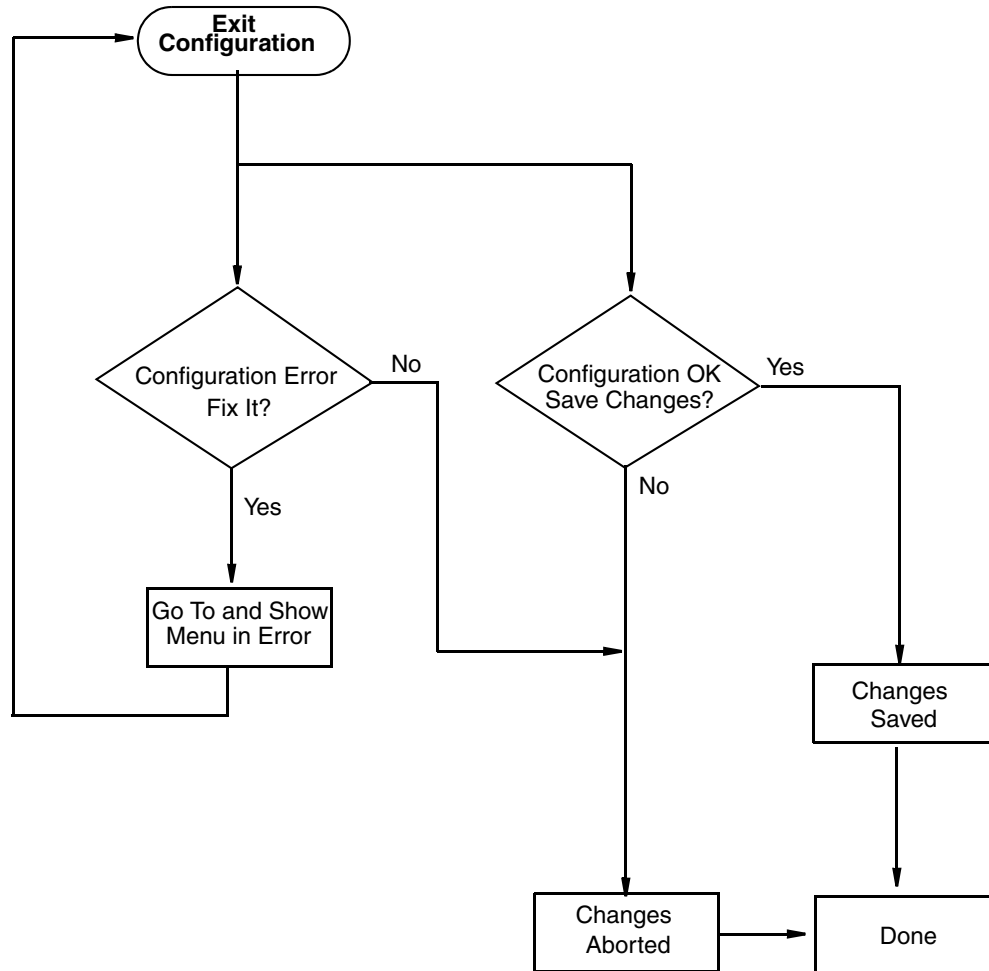 Exit
Configuration
Configuration Error
Fix It?
No
Yes
Configuration OK
Save Changes?
Yes
No
Go To and Show
Menu in Error
Changes
Saved
Changes
Aborted
Done